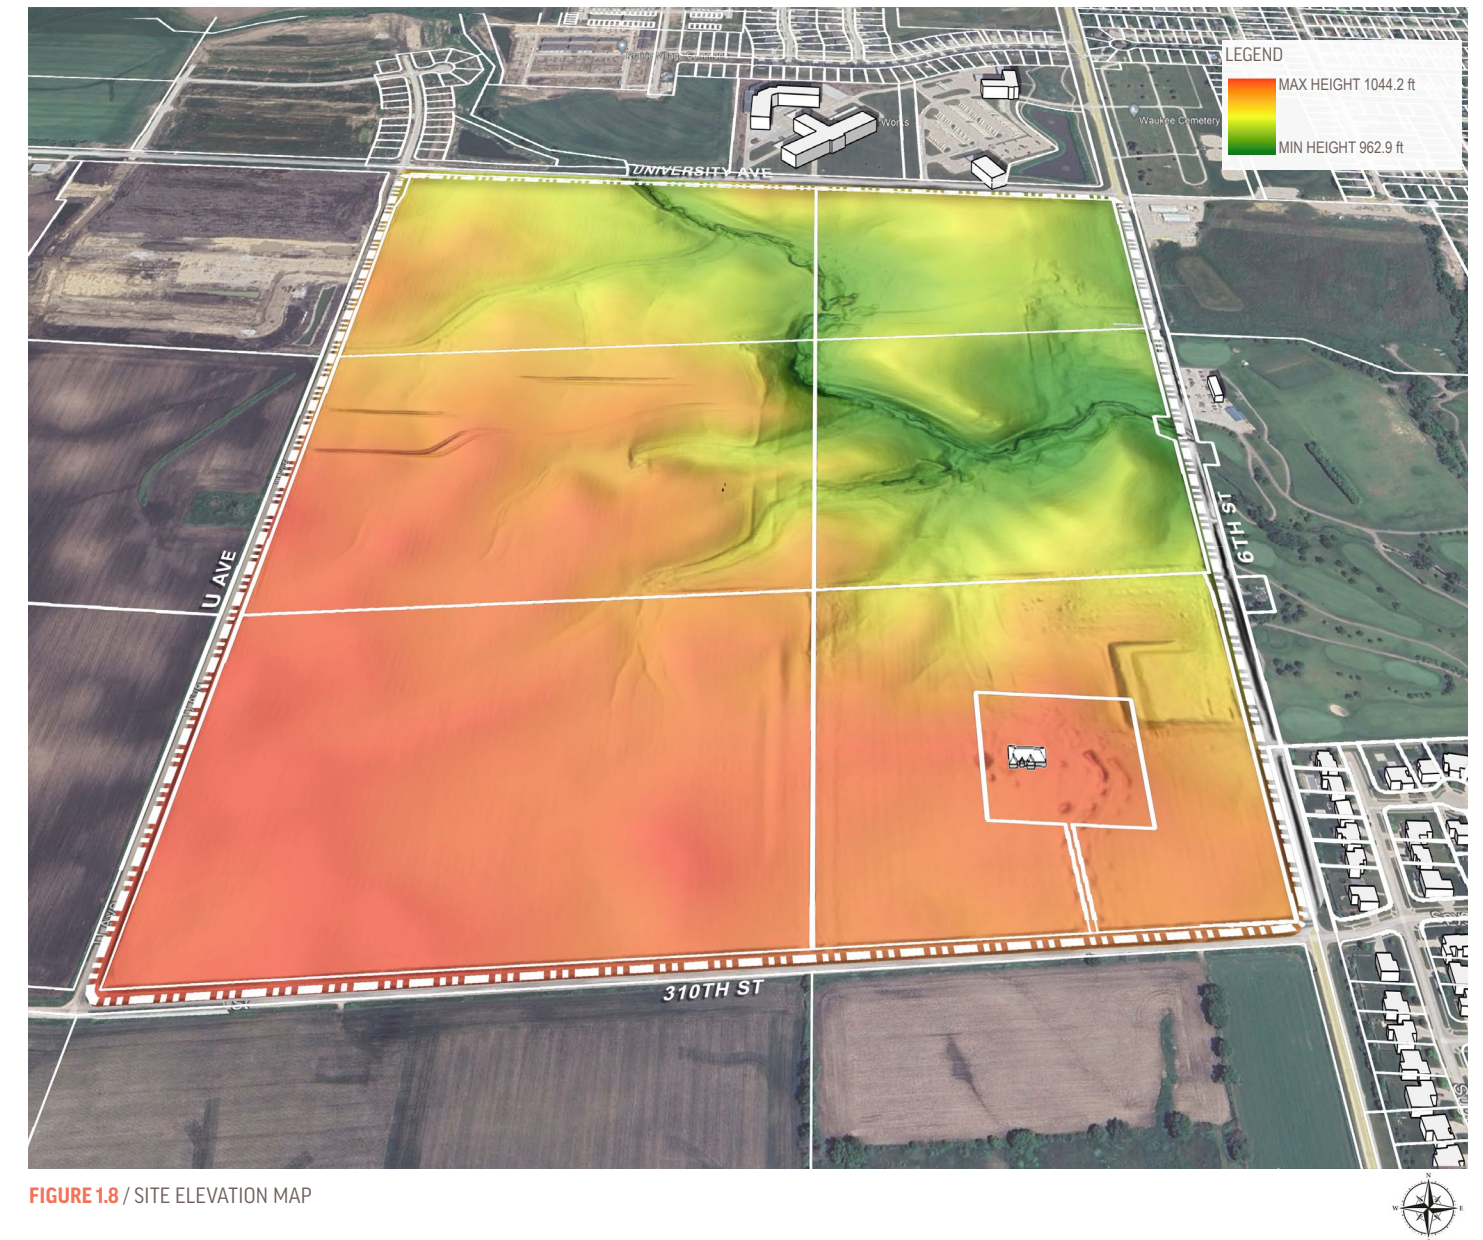 LEGEND
MAX HEIGHT 1044.2 ft
MIN HEIGHT 962.9 ft
Works
Waukee Cemetery
UNIVERSITY AVE
U AVE
6TH ST
310TH ST
FIGURE 1.8 / SITE ELEVATION MAP
N
W
E